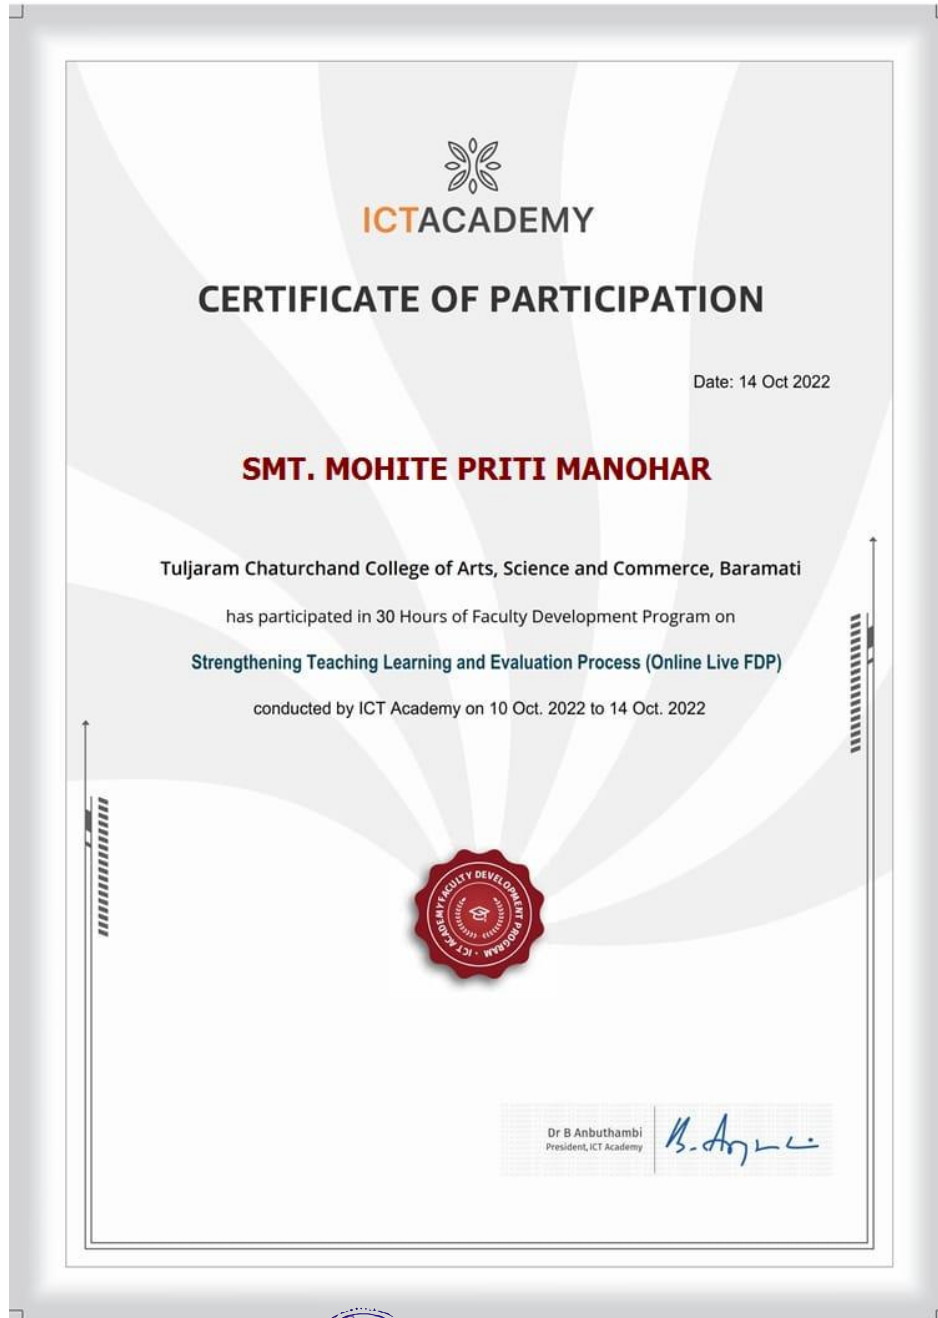 ICTACADEMY
CERTIFICATE OF PARTICIPATION
Date: 14 Oct 2022
SMT. MOHITE PRITI MANOHAR
Tuljaram Chaturchand College of Arts, Science and Commerce, Baramati
has participated in 30 Hours of Faculty Development Program on
Strengthening Teaching Learning and Evaluation Process (Online Live FDP)
conducted by ICT Academy on 10 Oct. 2022 to 14 Oct. 2022
ICT ACADEMY FACULTY DEVELOPMENT PROGRAM
Dr B Anbuthambi
President, ICT Academy